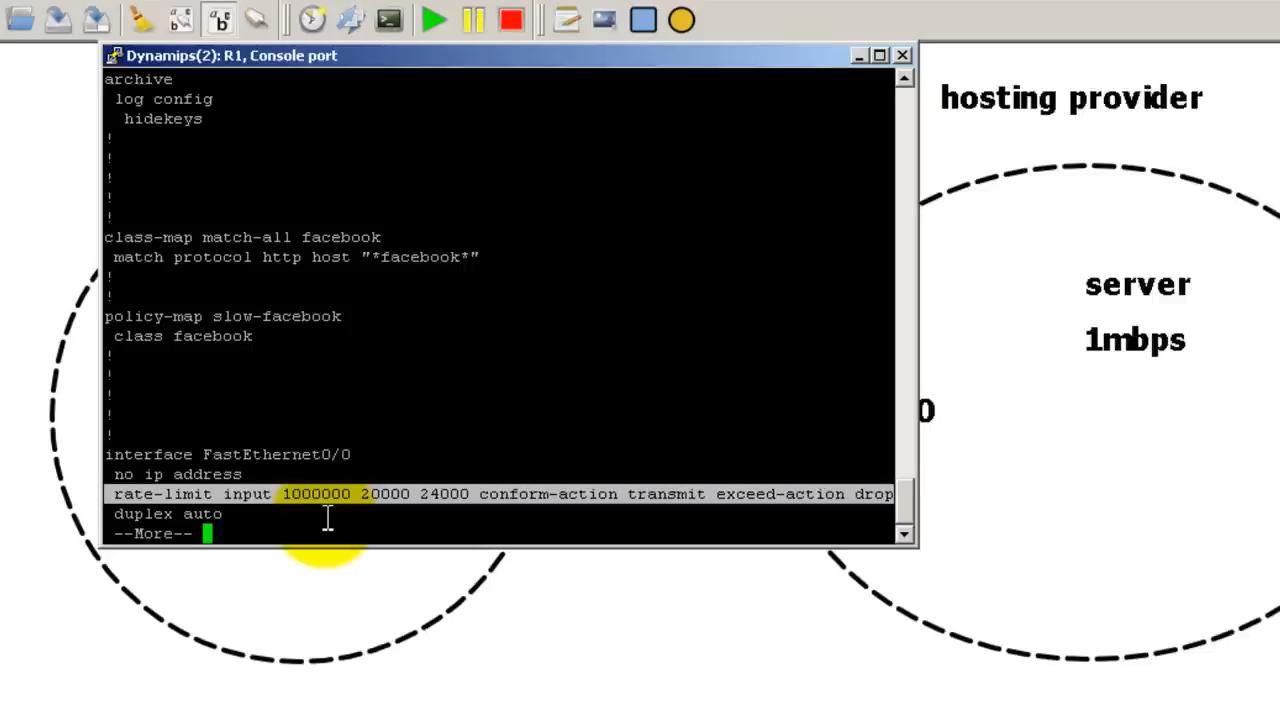 Dynamips(2): R1, Console port
archive
log config
hidekeys
!
!
!
!
!
class-map match-all facebook
match protocol http host "*facebook*"
!
!
policy-map slow-facebook
class facebook
!
!
!
!
!
interface FastEthernet0/0
no ip address
rate-limit input 1000000 20000 24000 conform-action transmit exceed-action drop
duplex auto
--More--
hosting provider
server
1mbps
0